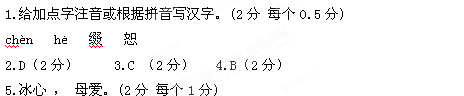 1.给加点字注音或根据拼音写汉字。(2分 每个0.5分)
chèn hé 缀 恕
2.D（2分） 3.C （2分） 4.B（2分）
5.冰心 ， 母爱。(2分 每个1分)